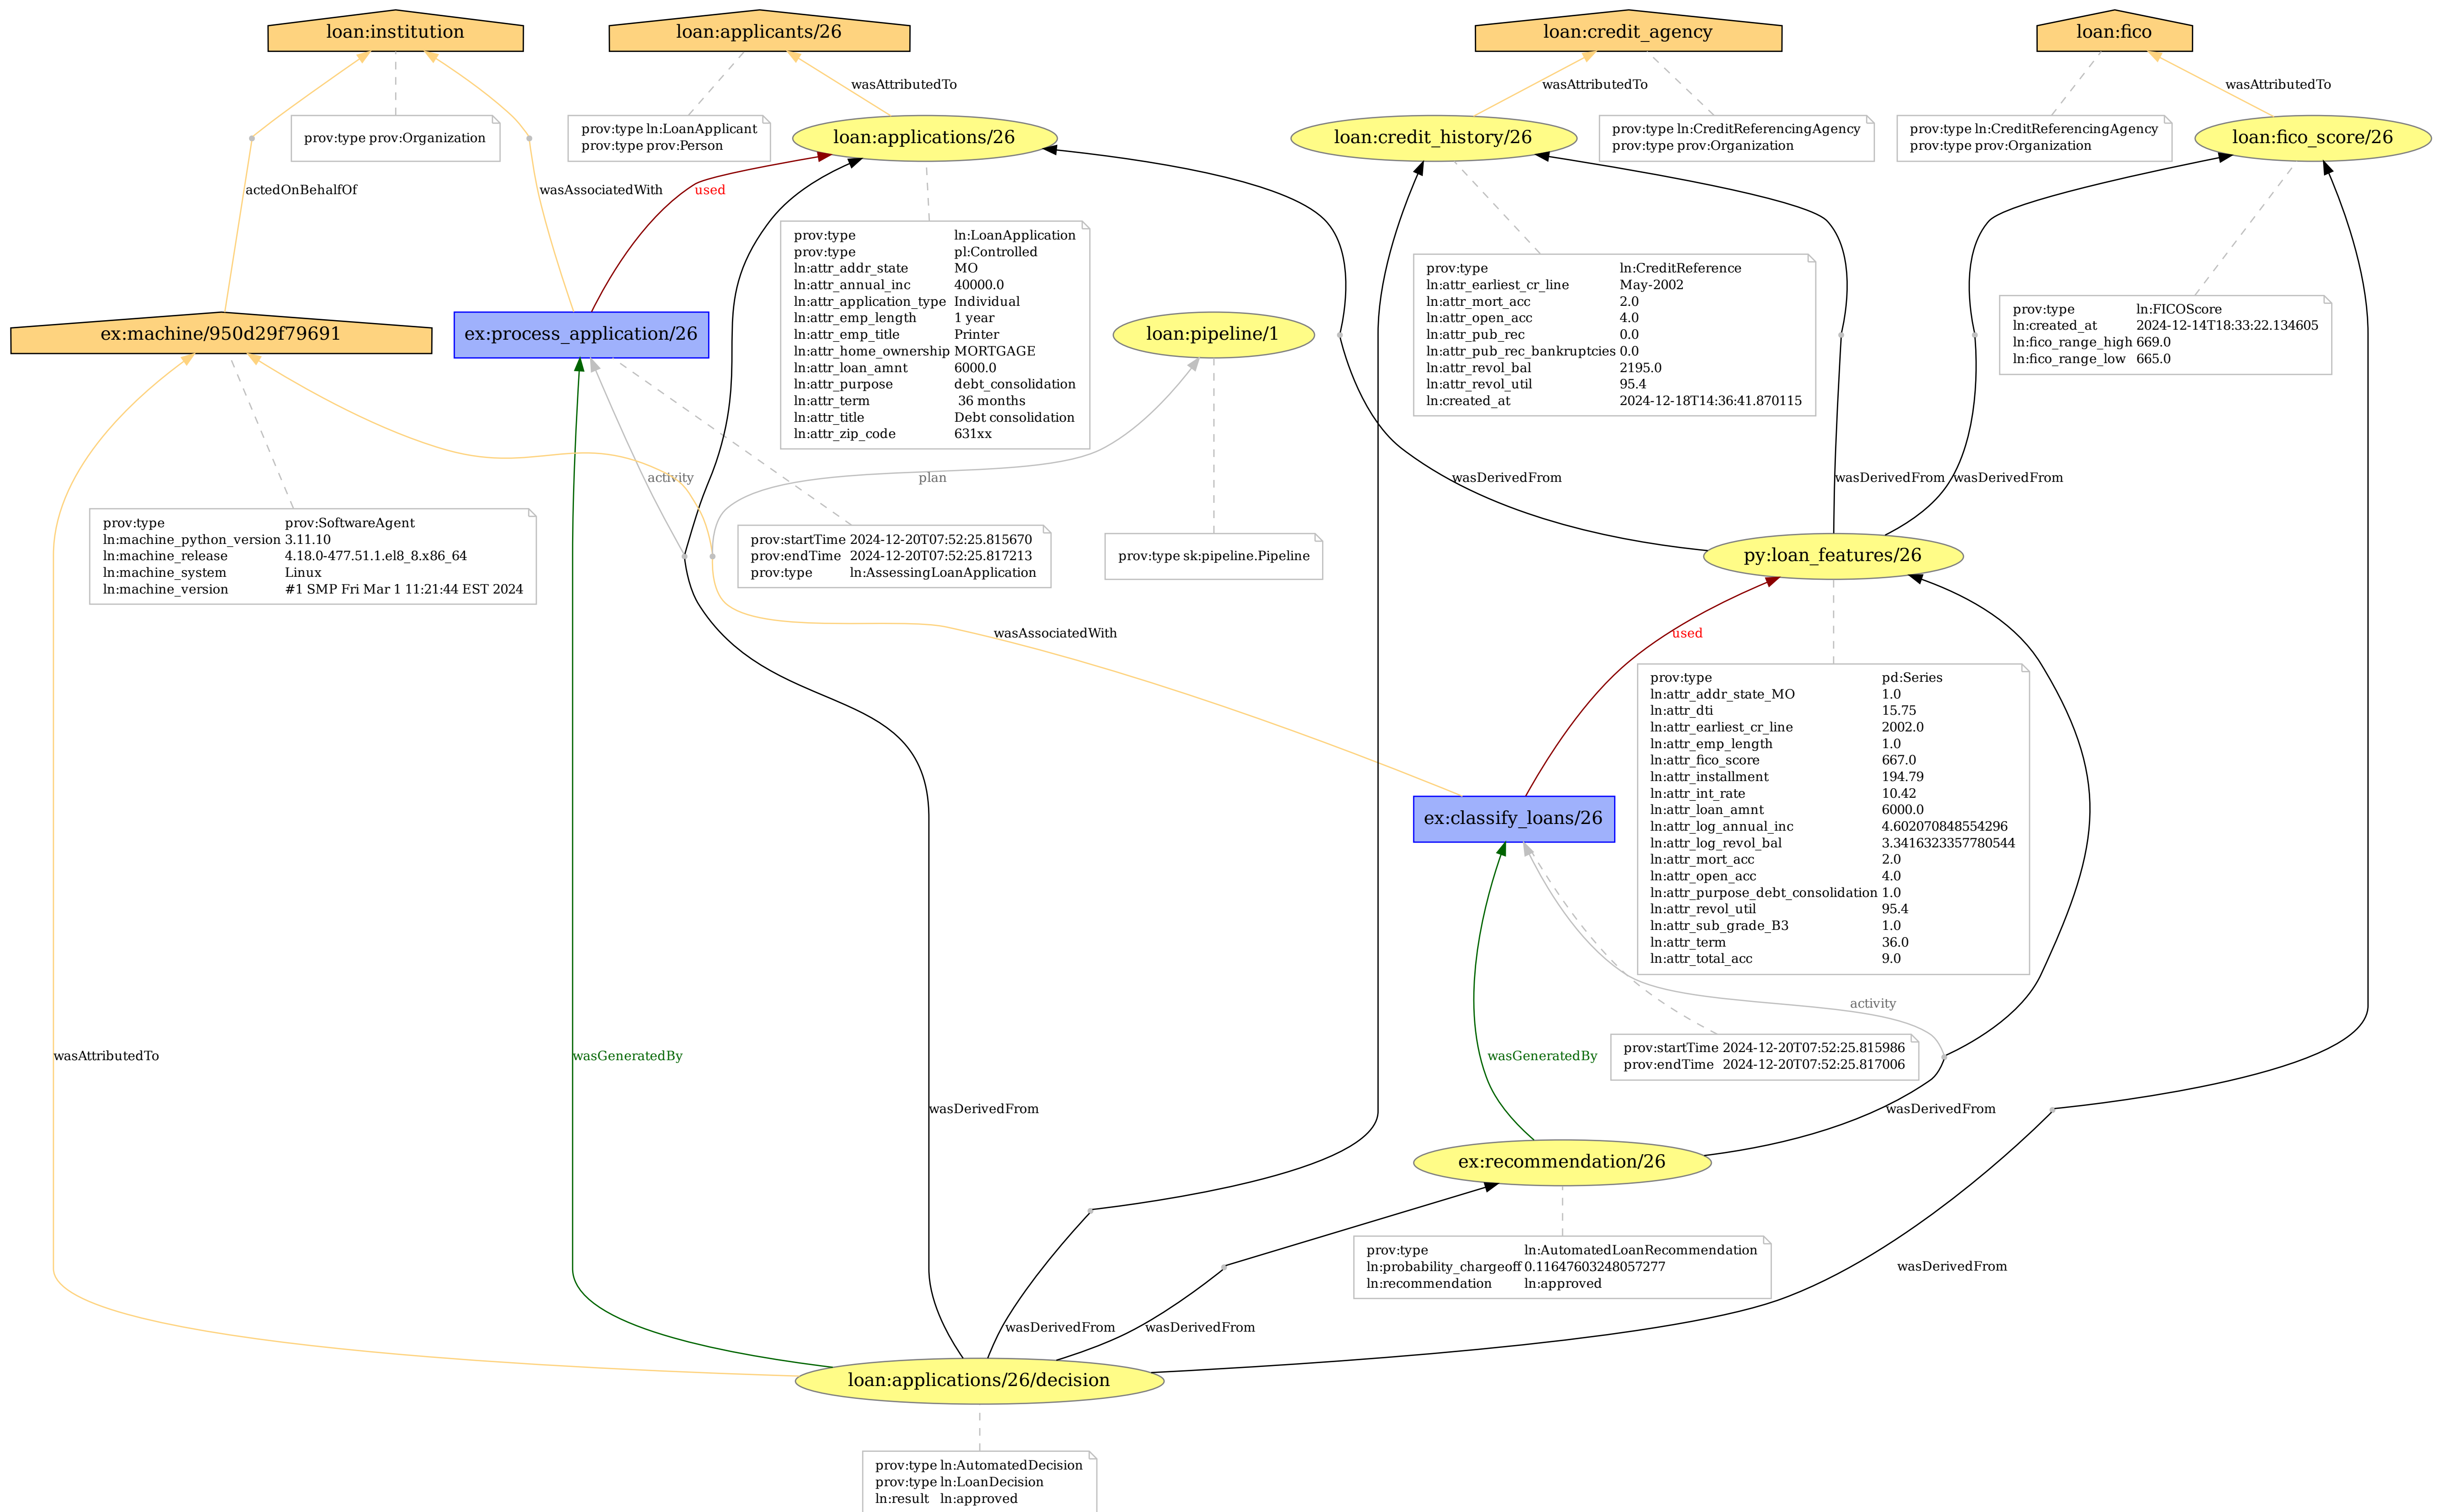 loan:institution
loan:applicants/26
loan:credit_agency
loan:fico
wasAttributedTo
wasAttributedTo
wasAttributedTo
prov:type prov:Organization
prov:type ln:LoanApplicant
prov:type prov:Person
loan:applications/26
loan:credit_history/26
prov:type ln:CreditReferencingAgency
prov:type prov:Organization
prov:type ln:CreditReferencingAgency
prov:type prov:Organization
loan:fico_score/26
actedOnBehalfOf
wasAssociatedWith
used
prov:type ln:LoanApplication
prov:type pl:Controlled
ln:attr_addr_state MO
ln:attr_annual_inc 40000.0
ln:attr_application_type Individual
ln:attr_emp_length 1 year
ln:attr_emp_title Printer
ln:attr_home_ownership MORTGAGE
ln:attr_loan_amnt 6000.0
ln:attr_purpose debt_consolidation
ln:attr_term 36 months
ln:attr_title Debt consolidation
ln:attr_zip_code 631xx
prov:type ln:CreditReference
ln:attr_earliest_cr_line May-2002
ln:attr_mort_acc 2.0
ln:attr_open_acc 4.0
ln:attr_pub_rec 0.0
ln:attr_pub_rec_bankruptcies 0.0
ln:attr_revol_bal 2195.0
ln:attr_revol_util 95.4
ln:created_at 2024-12-18T14:36:41.870115
prov:type ln:FICOScore
ln:created_at 2024-12-14T18:33:22.134605
ln:fico_range_high 669.0
ln:fico_range_low 665.0
ex:machine/950d29f79691
ex:process_application/26
loan:pipeline/1
activity
plan
wasDerivedFrom
wasDerivedFrom
wasDerivedFrom
prov:type prov:SoftwareAgent
ln:machine_python_version 3.11.10
ln:machine_release 4.18.0-477.51.1.el8_8.x86_64
ln:machine_system Linux
ln:machine_version #1 SMP Fri Mar 1 11:21:44 EST 2024
prov:startTime 2024-12-20T07:52:25.815670
prov:endTime 2024-12-20T07:52:25.817213
prov:type ln:AssessingLoanApplication
prov:type sk:pipeline.Pipeline
py:loan_features/26
wasAssociatedWith
used
prov:type pd:Series
ln:attr_addr_state_MO 1.0
ln:attr_dti 15.75
ln:attr_earliest_cr_line 2002.0
ln:attr_emp_length 1.0
ln:attr_fico_score 667.0
ln:attr_installment 194.79
ln:attr_int_rate 10.42
ln:attr_loan_amnt 6000.0
ln:attr_log_annual_inc 4.602070848554296
ln:attr_log_revol_bal 3.3416323357780544
ln:attr_mort_acc 2.0
ln:attr_open_acc 4.0
ln:attr_purpose_debt_consolidation 1.0
ln:attr_revol_util 95.4
ln:attr_sub_grade_B3 1.0
ln:attr_term 36.0
ln:attr_total_acc 9.0
ex:classify_loans/26
activity
wasAttributedTo
wasGeneratedBy
wasGeneratedBy
prov:startTime 2024-12-20T07:52:25.815986
prov:endTime 2024-12-20T07:52:25.817006
wasDerivedFrom
wasDerivedFrom
ex:recommendation/26
prov:type ln:AutomatedLoanRecommendation
ln:probability_chargeoff 0.11647603248057277
ln:recommendation ln:approved
wasDerivedFrom
wasDerivedFrom
wasDerivedFrom
loan:applications/26/decision
prov:type ln:AutomatedDecision
prov:type ln:LoanDecision
ln:result ln:approved